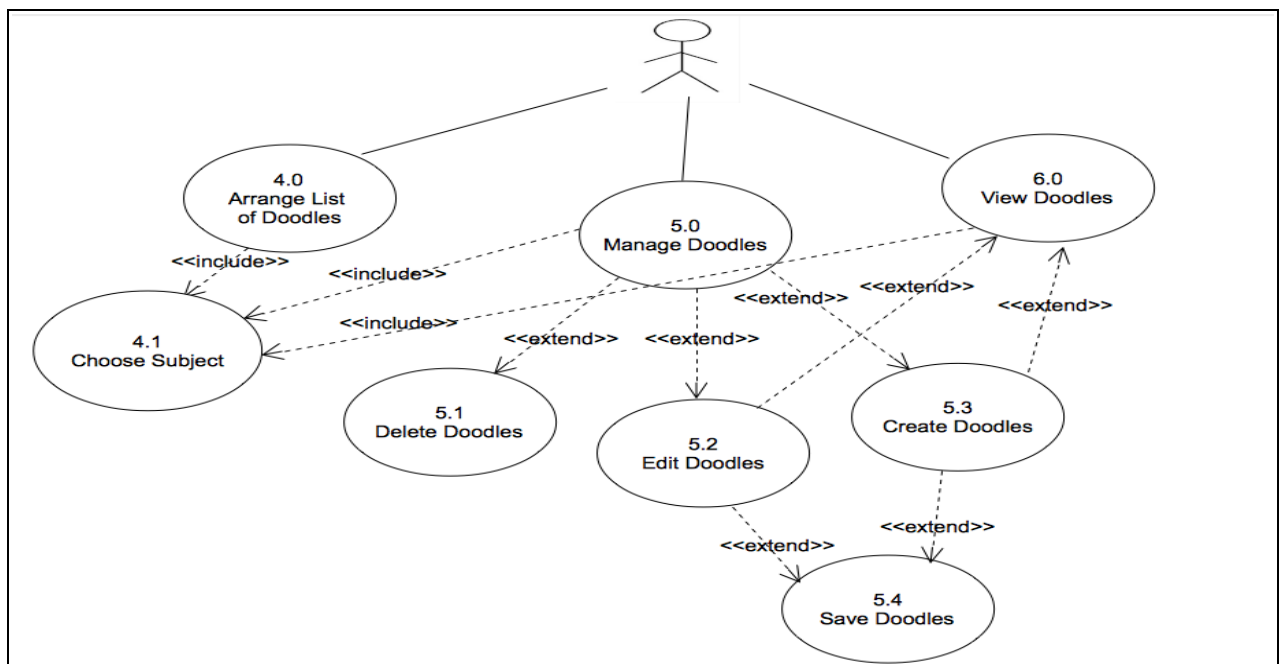 4.0
Arrange List
of Doodles
5.0
Manage Doodles
6.0
View Doodles
<<include>>
<<include>>
<<include>>
<<extend>>
<<extend>>
<<extend>>
<<extend>>
4.1
Choose Subject
5.1
Delete Doodles
5.2
Edit Doodles
5.3
Create Doodles
<<extend>>
<<extend>>
5.4
Save Doodles